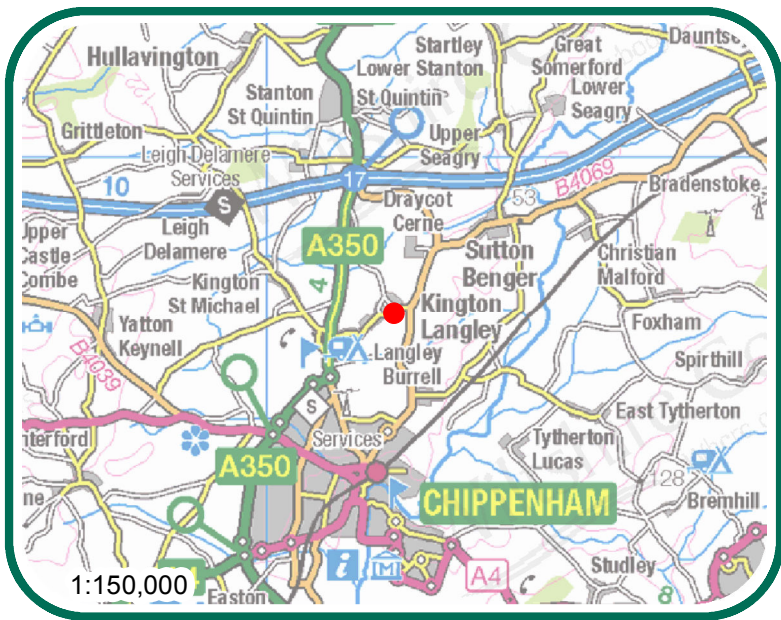 Hullavington
Startley
Great
Somerford
Dauntsey
Lower Stanton
St Quintin
Stanton
St Quintin
Lower
Seagry
Grittleton
Upper
Seagry
Leigh Delamere
Services
17
B4069
10
S
Draycot
Cerne
53
Bradenstoke
Leigh
Delamere
A350
Sutton
Benger
Christian
Malford
Upper
Castle
Combe
4
Kington
St Michael
Kington
Langley
Foxham
Yatton
Keynell
Langley
Burrell
Spirthill
B4039
S
East Tytherton
nterford
Services
Tytherton
Lucas
A350
128
CHIPPENHAM
Bremhill
ne
i
M
A4
Studley
8
1:150,000
Easton